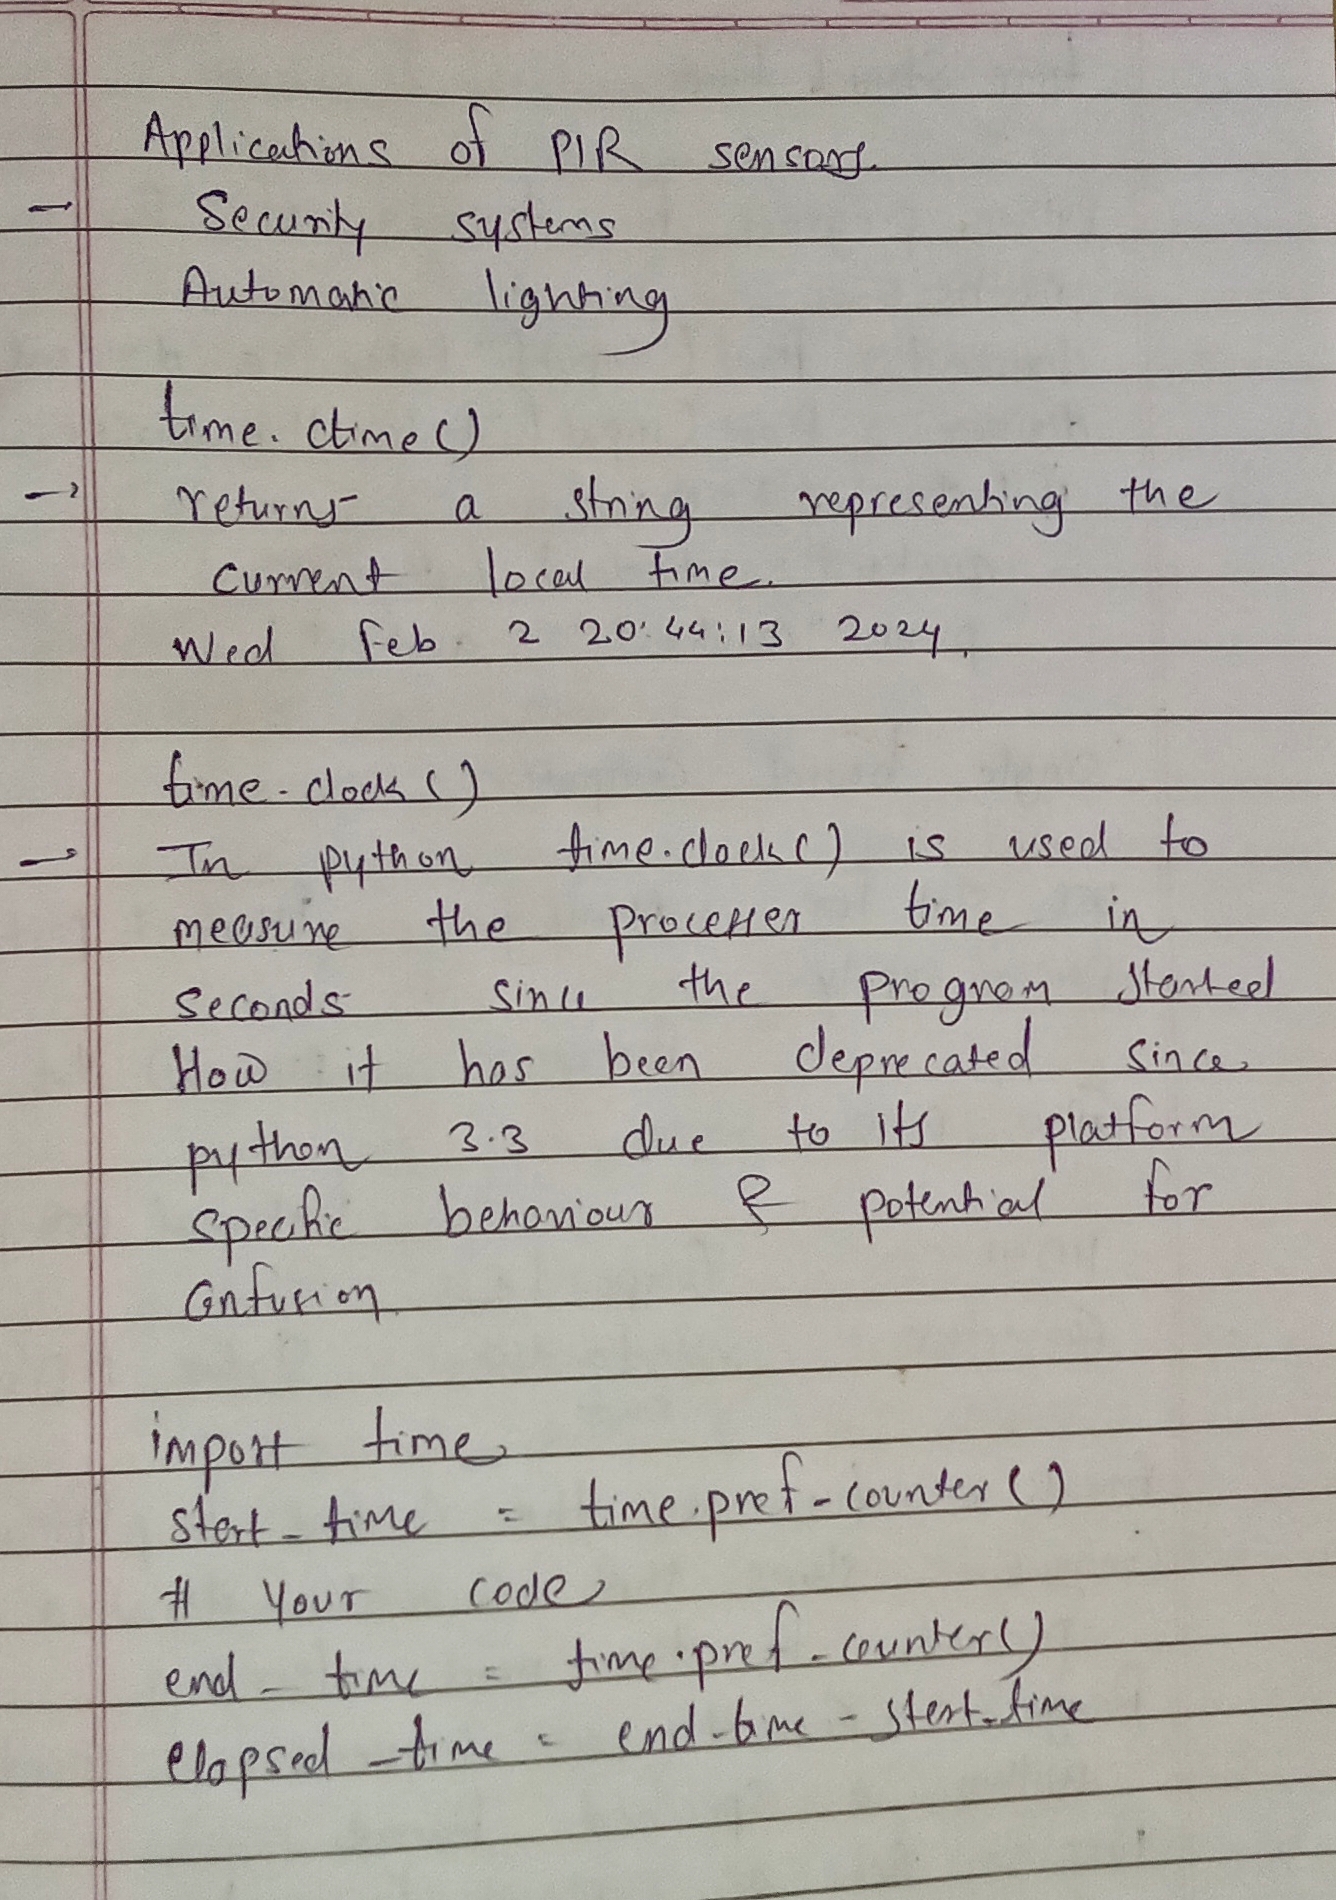 Applications of PIR sensors
→ Security systems
Automatic lighting
time.ctime()
→ returns a string representing the
current local time.
Wed Feb 2 20:44:13 2024.
time.clock()
→ In python time.clock() is used to
measure the processer time in
seconds since the program started
How it has been deprecated since
python 3.3 due to its platform
specific behaviour & potential for
confusion
import time
start_time = time.pref_counter()
# Your code
end_time = time.pref_counter()
elapsed_time = end_time - start_time